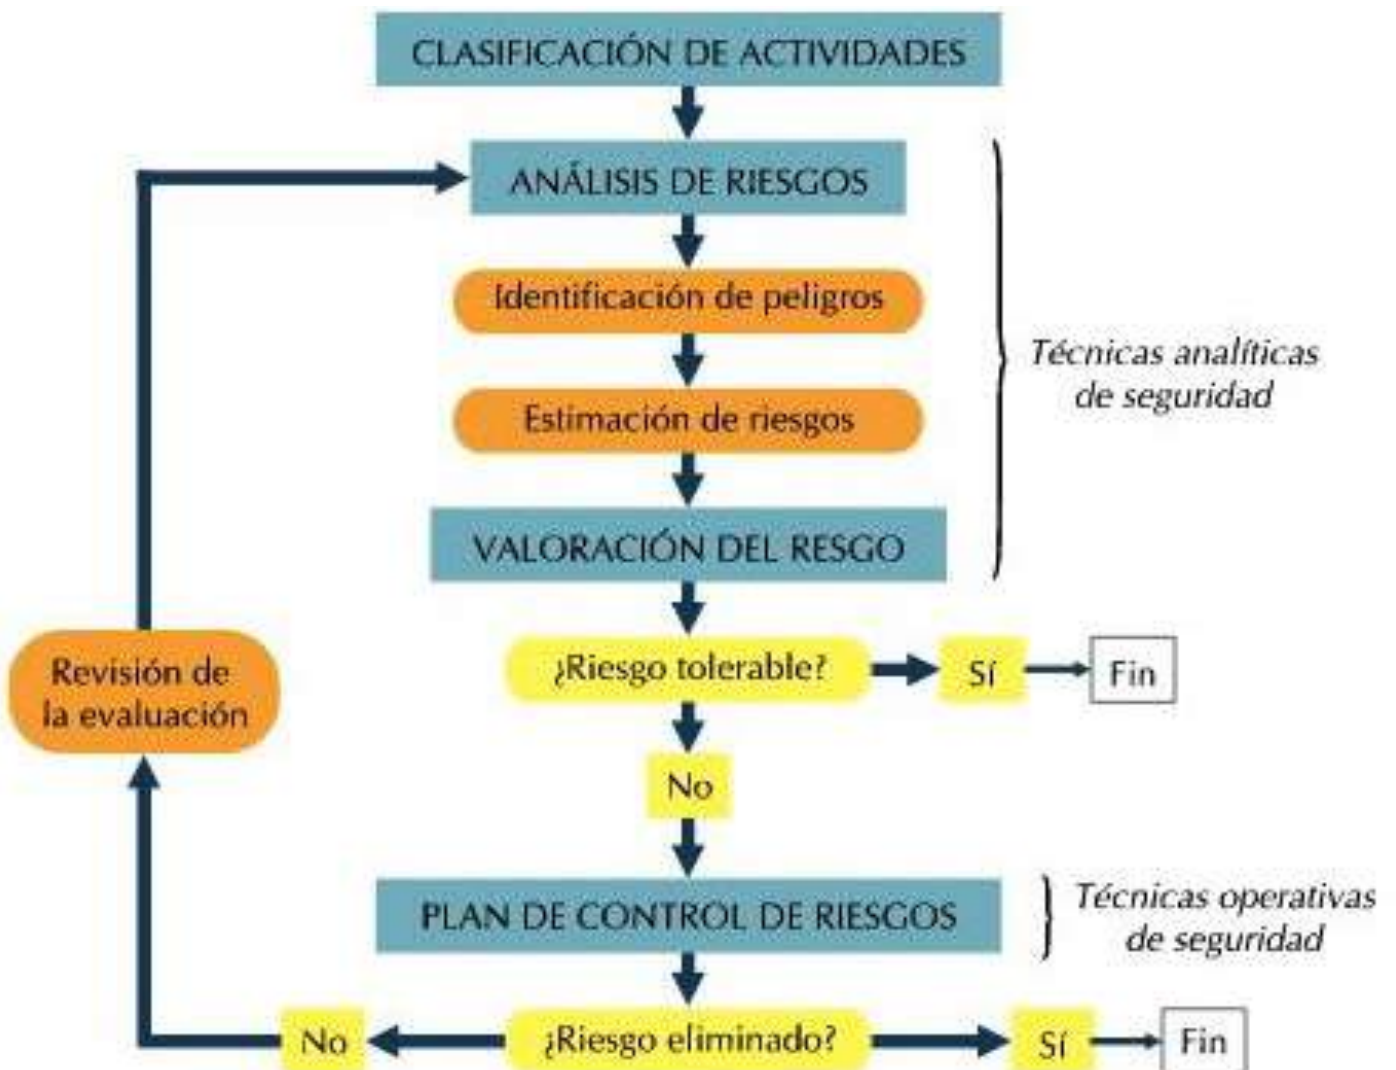 CLASIFICACIÓN DE ACTIVIDADES
ANÁLISIS DE RIESGOS
Identificación de peligros
Estimación de riesgos
Técnicas analíticas
de seguridad
VALORACIÓN DEL RESGO
¿Riesgo tolerable?
Sí
Fin
Revisión de
la evaluación
No
PLAN DE CONTROL DE RIESGOS
Técnicas operativas
de seguridad
No
¿Riesgo eliminado?
Sí
Fin